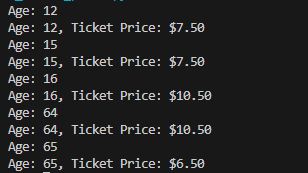 Age: 12
Age: 12, Ticket Price: $7.50
Age: 15
Age: 15, Ticket Price: $7.50
Age: 16
Age: 16, Ticket Price: $10.50
Age: 64
Age: 64, Ticket Price: $10.50
Age: 65
Age: 65, Ticket Price: $6.50